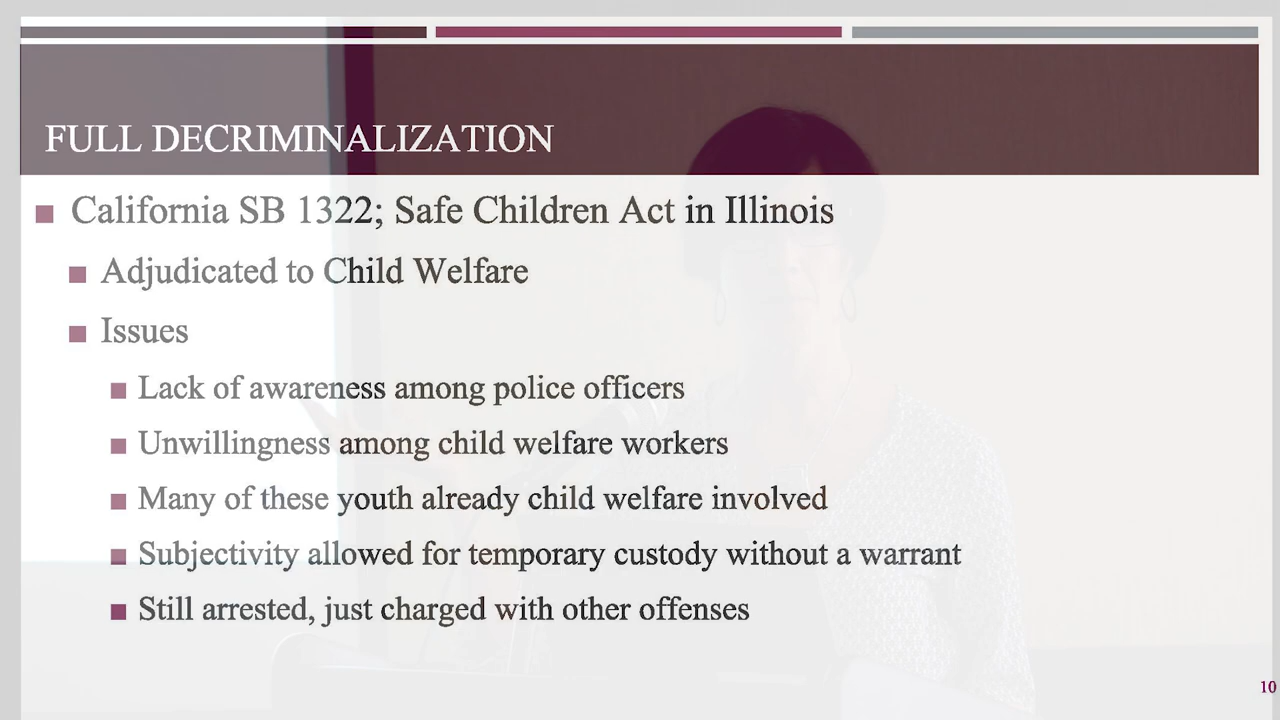 FULL DECRIMINALIZATION
California SB 1322; Safe Children Act in Illinois
Adjudicated to Child Welfare
Issues
Lack of awareness among police officers
Unwillingness among child welfare workers
Many of these youth already child welfare involved
Subjectivity allowed for temporary custody without a warrant
Still arrested, just charged with other offenses
10